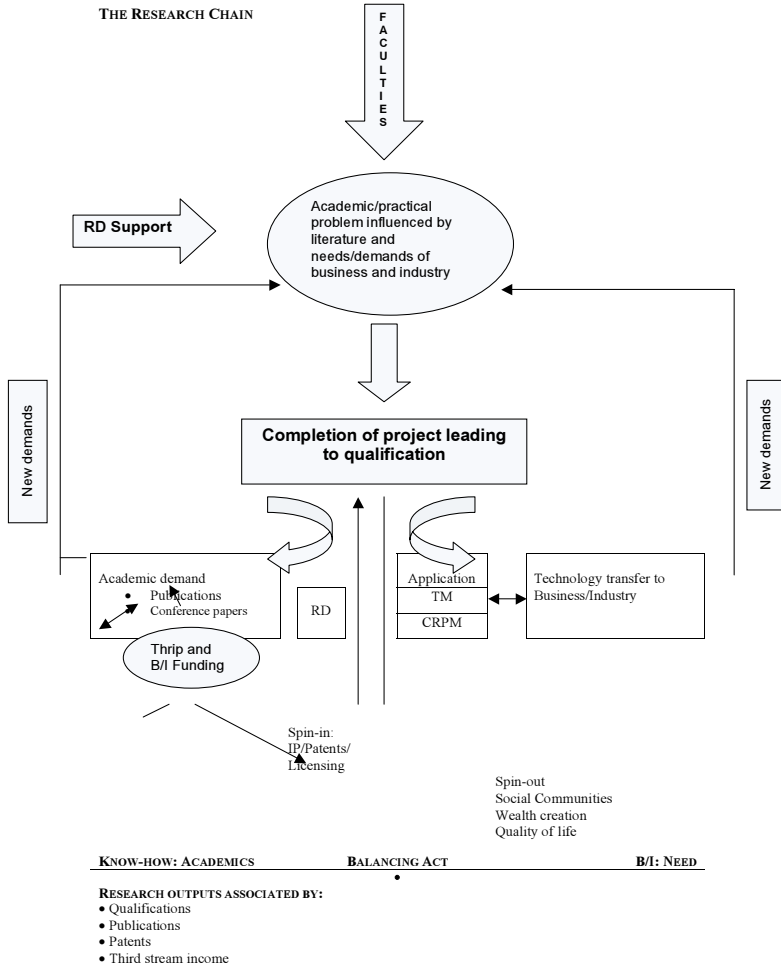 THE RESEARCH CHAIN
FACULTIES
RD Support
Academic/practical
problem influenced by
literature and
needs/demands of
business and industry
New demands
New demands
Completion of project leading
to qualification
Academic demand
• Publications
• Conference papers
RD
Application
TM
CRPM
Technology transfer to
Business/Industry
Thrip and
B/I Funding
Spin-in:
IP/Patents/
Licensing
Spin-out
Social Communities
Wealth creation
Quality of life
KNOW-HOW: ACADEMICS BALANCING ACT B/I: NEED
•
RESEARCH OUTPUTS ASSOCIATED BY:
• Qualifications
• Publications
• Patents
• Third stream income